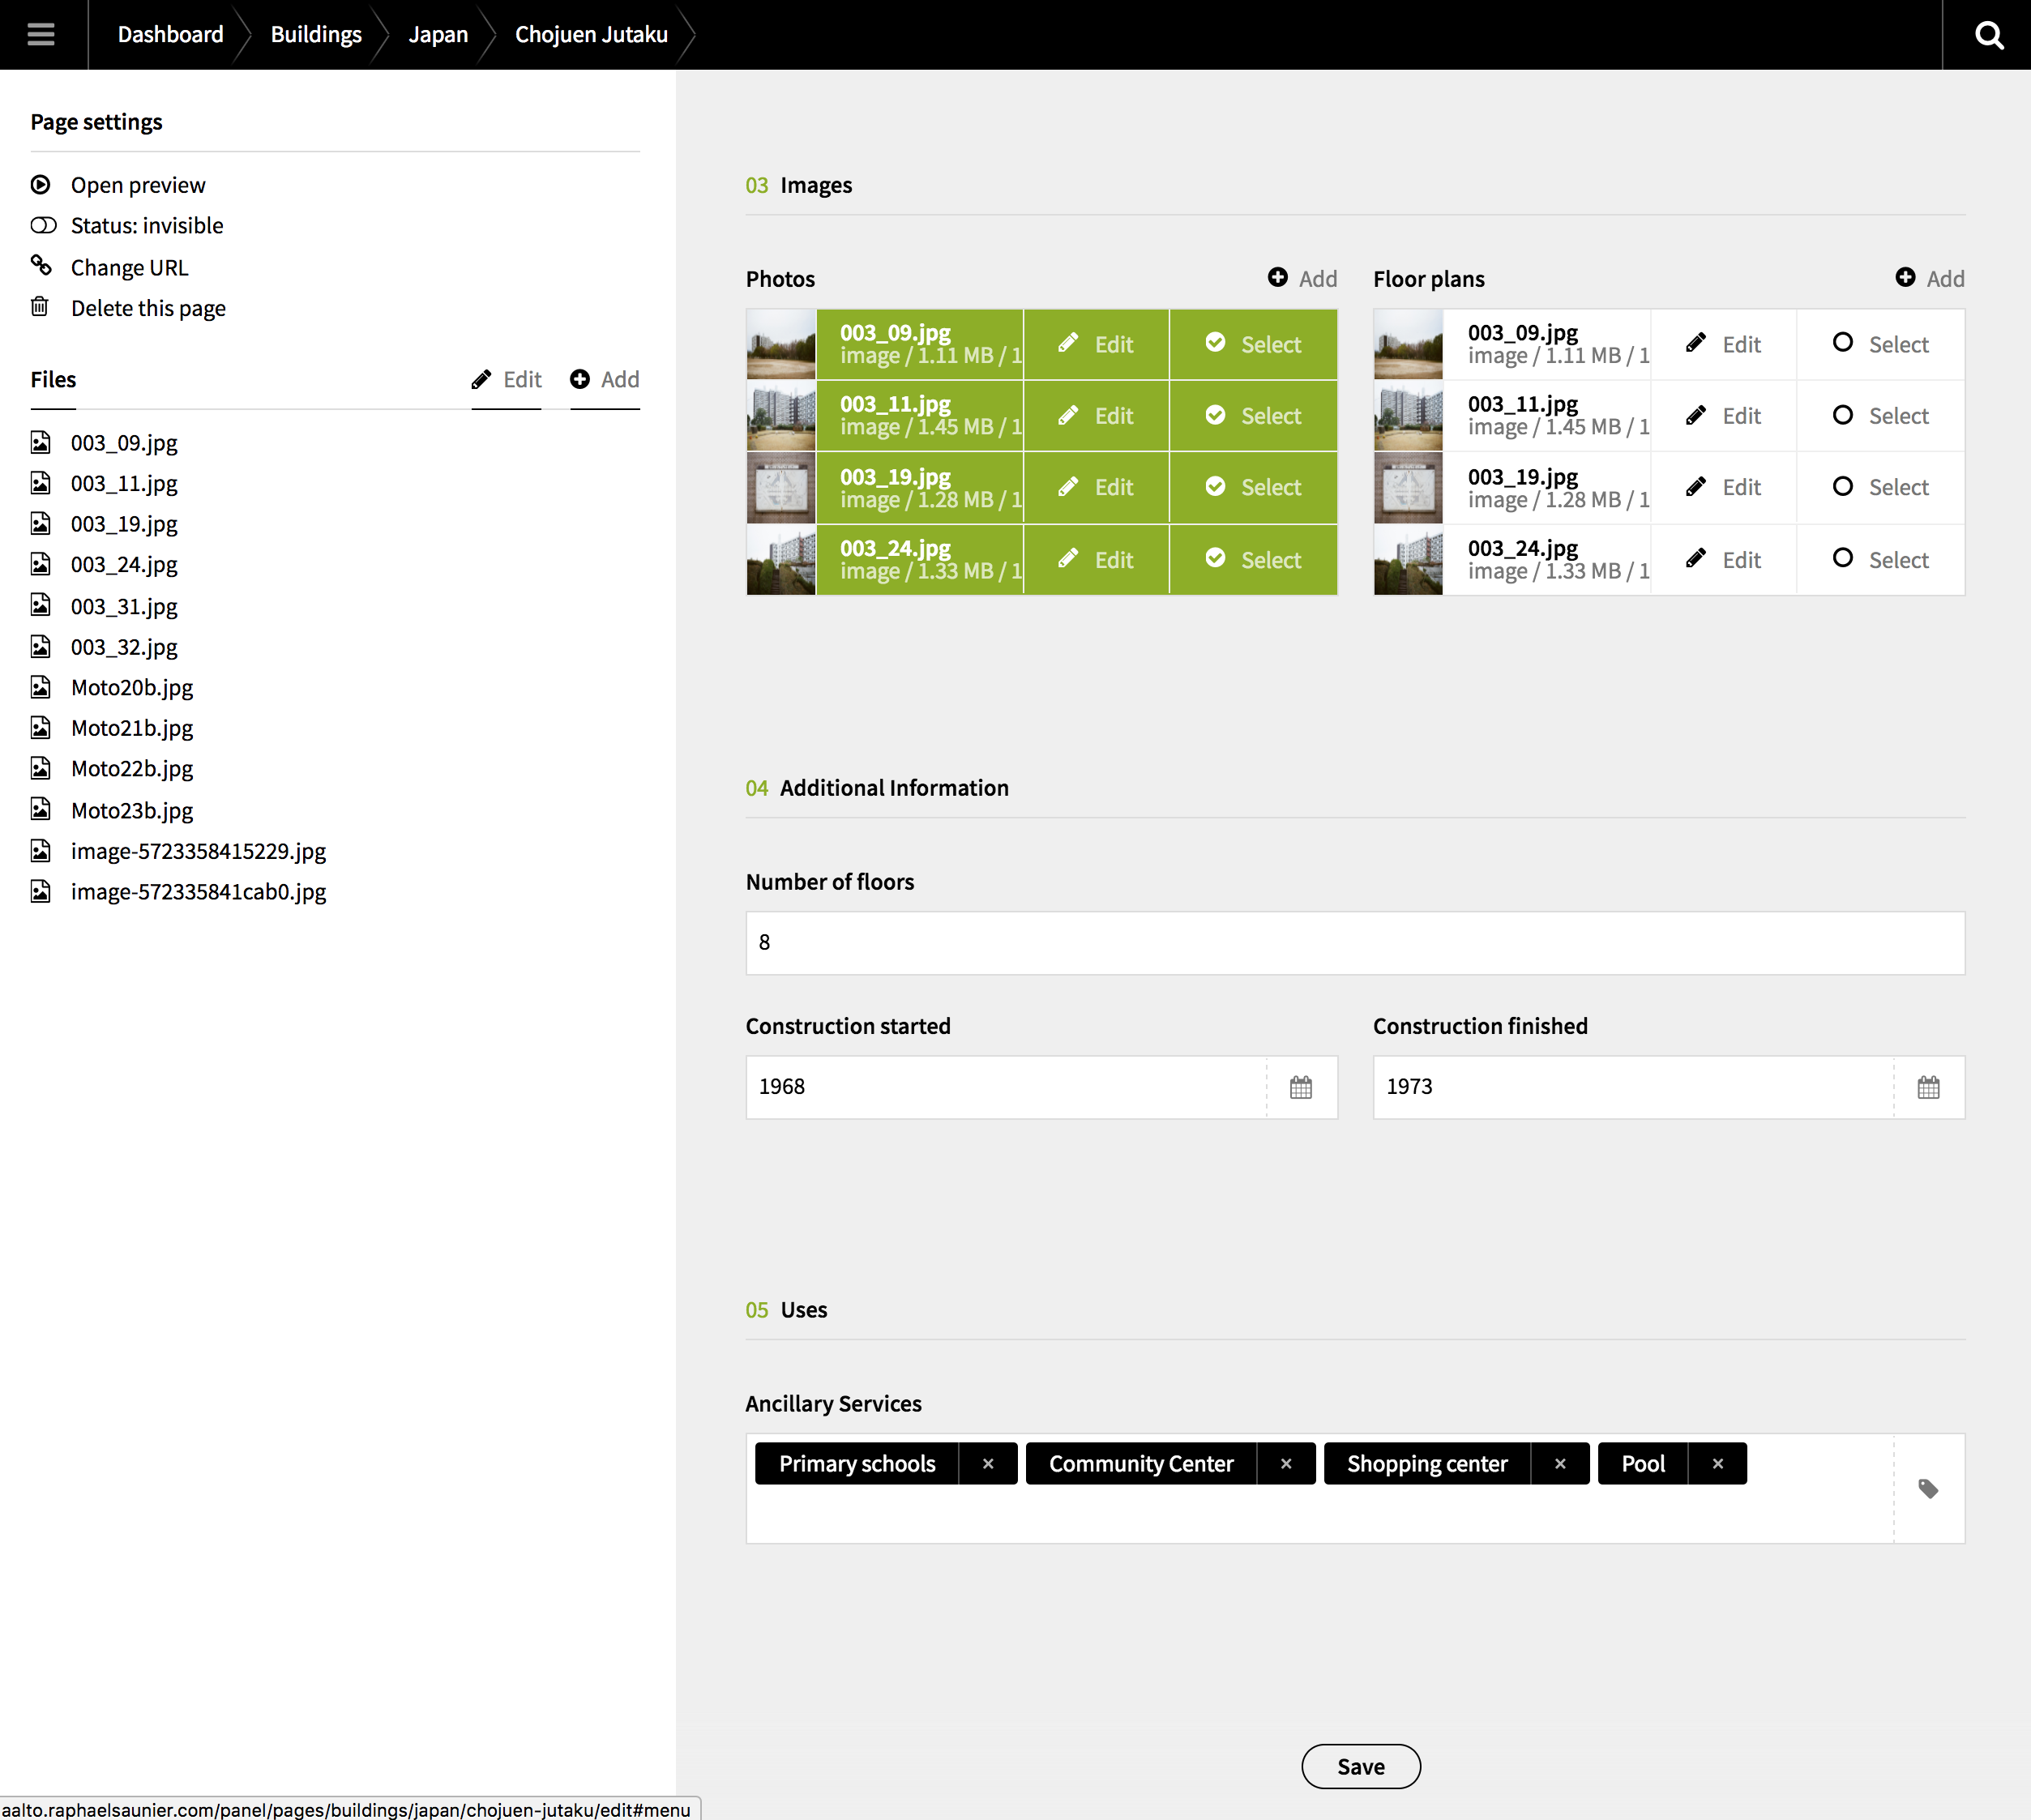 Dashboard Buildings Japan Chojuen Jutaku
Page settings
Open preview
Status: invisible
Change URL
Delete this page
Files Edit Add
003_09.jpg
003_11.jpg
003_19.jpg
003_24.jpg
003_31.jpg
003_32.jpg
Moto20b.jpg
Moto21b.jpg
Moto22b.jpg
Moto23b.jpg
image-5723358415229.jpg
image-572335841cab0.jpg
03 Images
Photos Add
003_09.jpg
image / 1.11 MB / 1
Edit Select
003_11.jpg
image / 1.45 MB / 1
Edit Select
003_19.jpg
image / 1.28 MB / 1
Edit Select
003_24.jpg
image / 1.33 MB / 1
Edit Select
Floor plans Add
003_09.jpg
image / 1.11 MB / 1
Edit Select
003_11.jpg
image / 1.45 MB / 1
Edit Select
003_19.jpg
image / 1.28 MB / 1
Edit Select
003_24.jpg
image / 1.33 MB / 1
Edit Select
04 Additional Information
Number of floors
8
Construction started
1968
Construction finished
1973
05 Uses
Ancillary Services
Primary schools × Community Center × Shopping center × Pool ×
Save
aalto.raphaelsaunier.com/panel/pages/buildings/japan/chojuen-jutaku/edit#menu